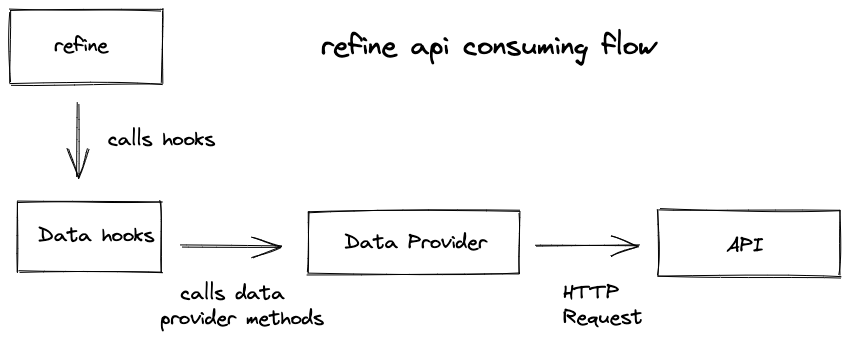 refine
refine api consuming flow
calls hooks
Data hooks
Data Provider
API
calls data
provider methods
HTTP
Request